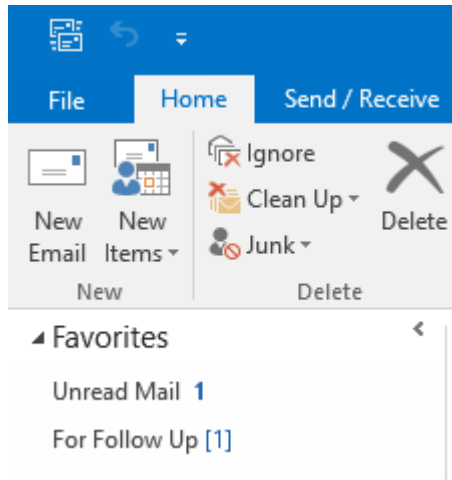 File Home Send / Receive
New Email
New Items
Ignore
Clean Up
Junk
Delete
New Delete
Favorites
Unread Mail 1
For Follow Up [1]